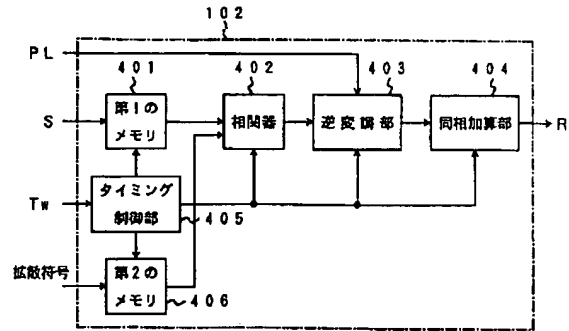 102
PL
401
402
403
404
S
第1の
メモリ
相関器
逆変調部
同相加算部
R
Tw
タイミング
制御部
405
拡散符号
第2の
メモリ
406